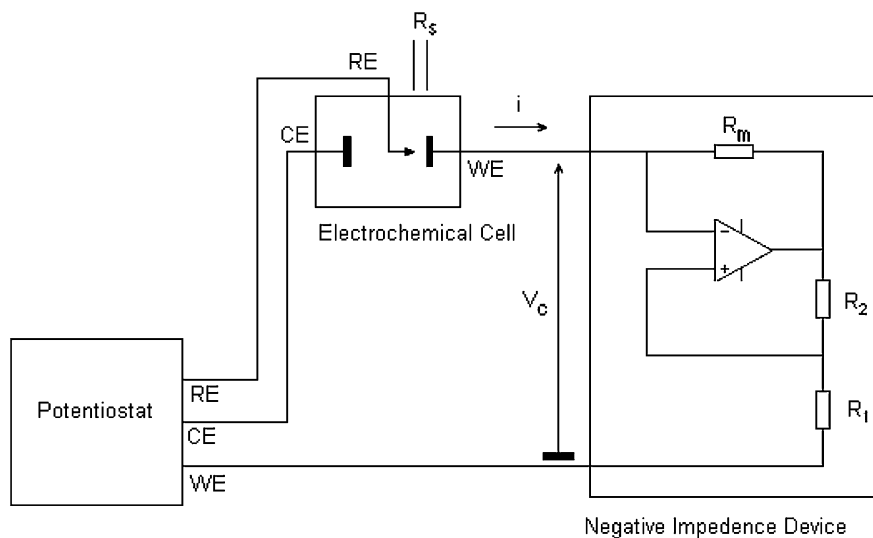 Rs
RE
i
CE
Rm
WE
Electrochemical Cell
−
+
Vc
R2
Potentiostat
RE
R1
CE
WE
Negative Impedence Device